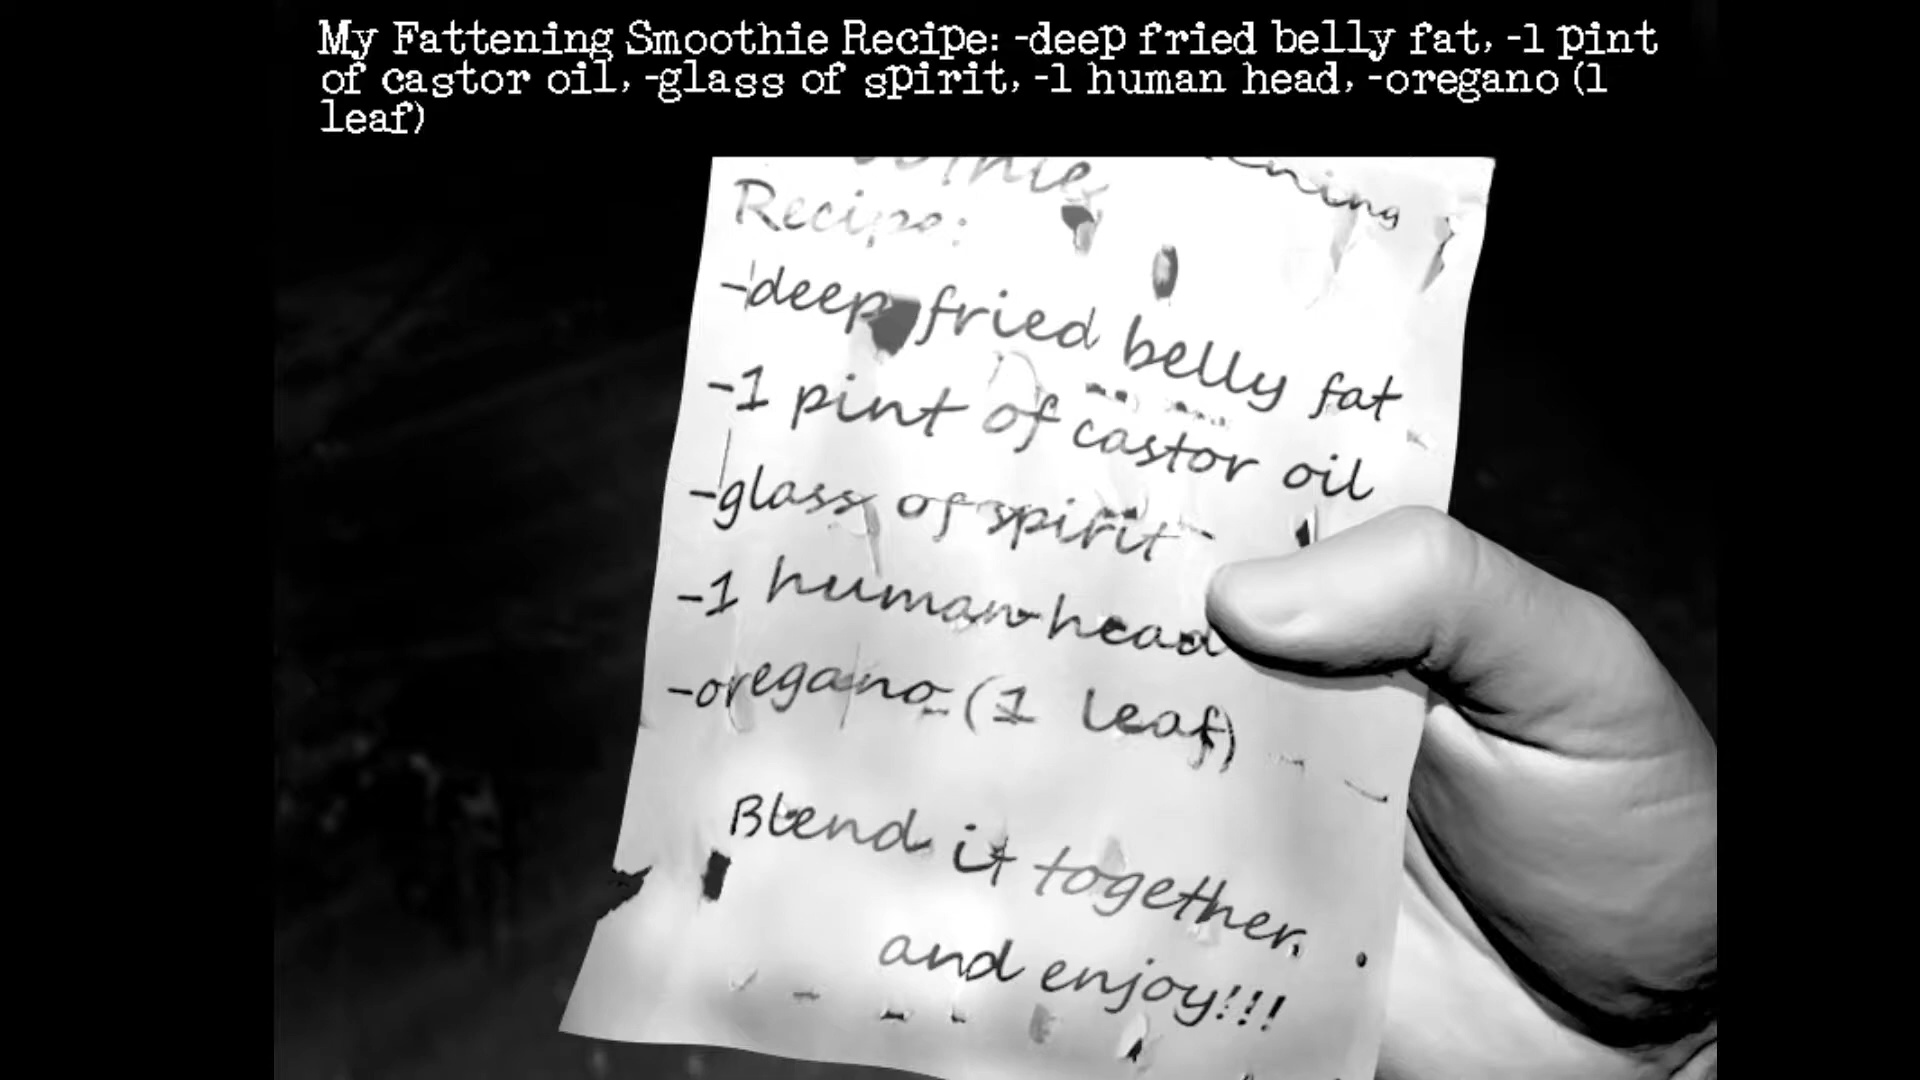 My Fattening Smoothie Recipe: -deep fried belly fat, -1 pint
of castor oil, -glass of spirit, -1 human head, -oregano (1
leaf)
Recipe:
-deep fried belly fat
-1 pint of castor oil
-glass of spirit
-1 human head
-oregano (1 leaf)
Blend it together.
and enjoy!!!